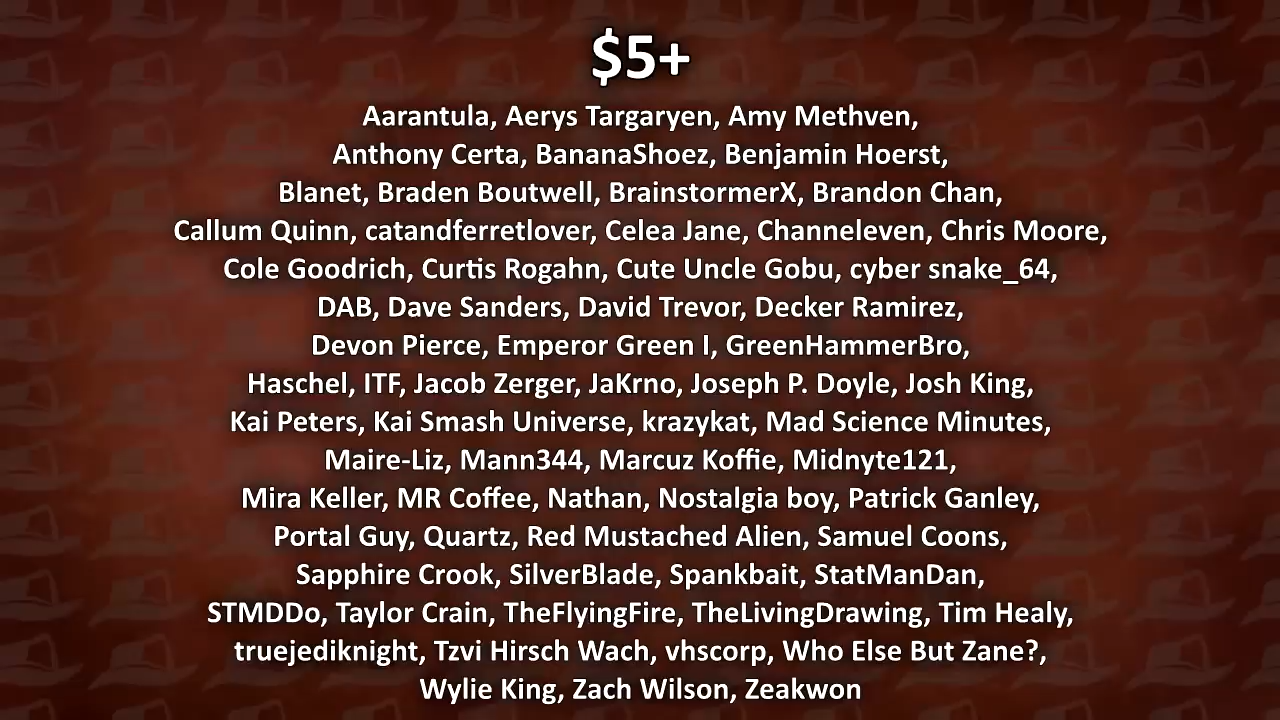 $5+
Aarantula, Aerys Targaryen, Amy Methven,
Anthony Certa, BananaShoez, Benjamin Hoerst,
Blanet, Braden Boutwell, BrainstormerX, Brandon Chan,
Callum Quinn, catandferretlover, Celea Jane, Channeleven, Chris Moore,
Cole Goodrich, Curtis Rogahn, Cute Uncle Gobu, cyber snake_64,
DAB, Dave Sanders, David Trevor, Decker Ramirez,
Devon Pierce, Emperor Green I, GreenHammerBro,
Haschel, ITF, Jacob Zerger, JaKrno, Joseph P. Doyle, Josh King,
Kai Peters, Kai Smash Universe, krazykat, Mad Science Minutes,
Maire-Liz, Mann344, Marcuz Koffie, Midnyte121,
Mira Keller, MR Coffee, Nathan, Nostalgia boy, Patrick Ganley,
Portal Guy, Quartz, Red Mustached Alien, Samuel Coons,
Sapphire Crook, SilverBlade, Spankbait, StatManDan,
STMDDo, Taylor Crain, TheFlyingFire, TheLivingDrawing, Tim Healy,
truejediknight, Tzvi Hirsch Wach, vhscorp, Who Else But Zane?,
Wylie King, Zach Wilson, Zeakwon